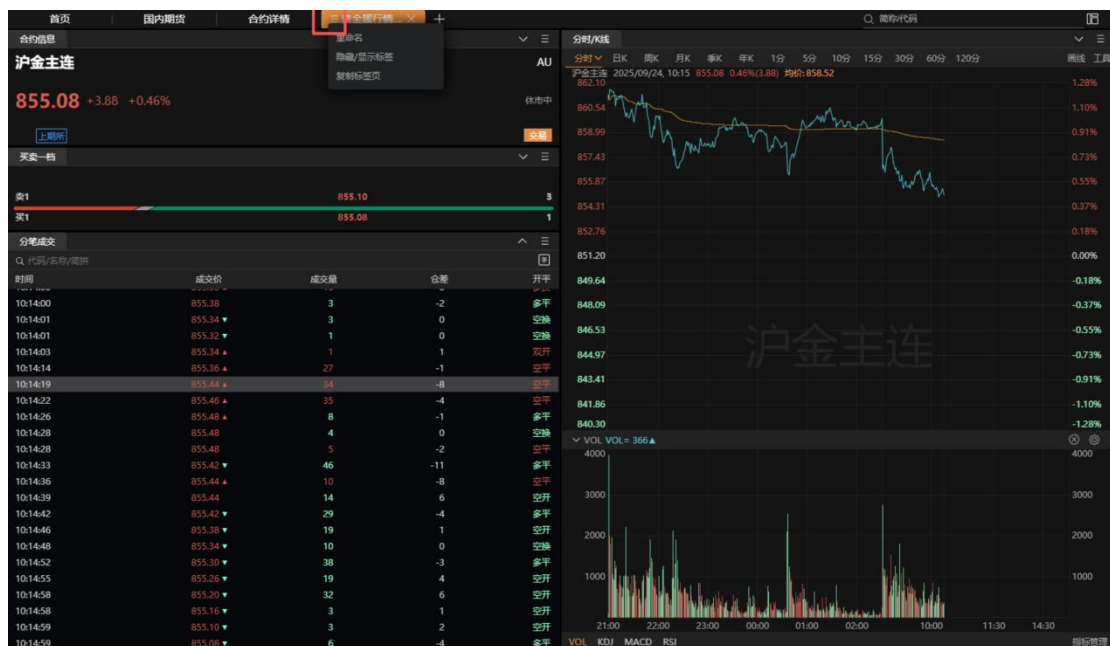 首页 国内期货 合约详情 属行情... × +
简称/代码
重命名
隐藏/显示标签
复制标签页
合约信息
沪金主连 AU
855.08 +3.88 +0.46% 休市中
上期所 交易
买卖一档
卖1 855.10 3
买1 855.08 1
分笔成交
代码/名称/简拼
时间 成交价 成交量 仓差 开平
10:14:00 855.38 3 -2 多平
10:14:01 855.34▼ 3 0 空换
10:14:01 855.32▼ 1 0 空换
10:14:03 855.34▲ 1 1 双开
10:14:14 855.36▲ 27 -1 空平
10:14:19 855.44▲ 34 -8 空平
10:14:22 855.46▲ 35 -4 空平
10:14:26 855.48▲ 8 -1 多平
10:14:28 855.48 4 0 空换
10:14:28 855.48 5 -2 空平
10:14:33 855.42▼ 46 -11 多平
10:14:36 855.44▲ 10 -8 空平
10:14:39 855.44 14 6 空开
10:14:42 855.42▼ 29 -4 多平
10:14:46 855.38▼ 19 1 空开
10:14:48 855.34▼ 10 0 空换
10:14:52 855.30▼ 38 -3 多平
10:14:55 855.26▼ 19 4 空开
10:14:58 855.20▼ 32 6 空开
10:14:58 855.16▼ 3 1 空开
10:14:59 855.10▼ 3 2 空开
10:14:59 855.08▼ 6 -4 多平
分时/K线
分时 日K 周K 月K 季K 年K 1分 5分 10分 15分 30分 60分 120分 画线 工具
沪金主连 2025/09/24, 10:15 855.08 0.46%(3.88) 均价:858.52
862.10 1.28%
860.54 1.10%
858.99 0.91%
857.43 0.73%
855.87 0.55%
854.31 0.37%
852.76 0.18%
851.20 0.00%
849.64 -0.18%
848.09 -0.37%
846.53 -0.55%
沪金主连
844.97 -0.73%
843.41 -0.91%
841.86 -1.10%
840.30 -1.28%
VOL VOL= 366▲
4000 4000
3000 3000
2000 2000
1000 1000
21:00 22:00 23:00 00:00 01:00 02:00 10:00 11:30 14:30
VOL KDJ MACD RSI 指标管理